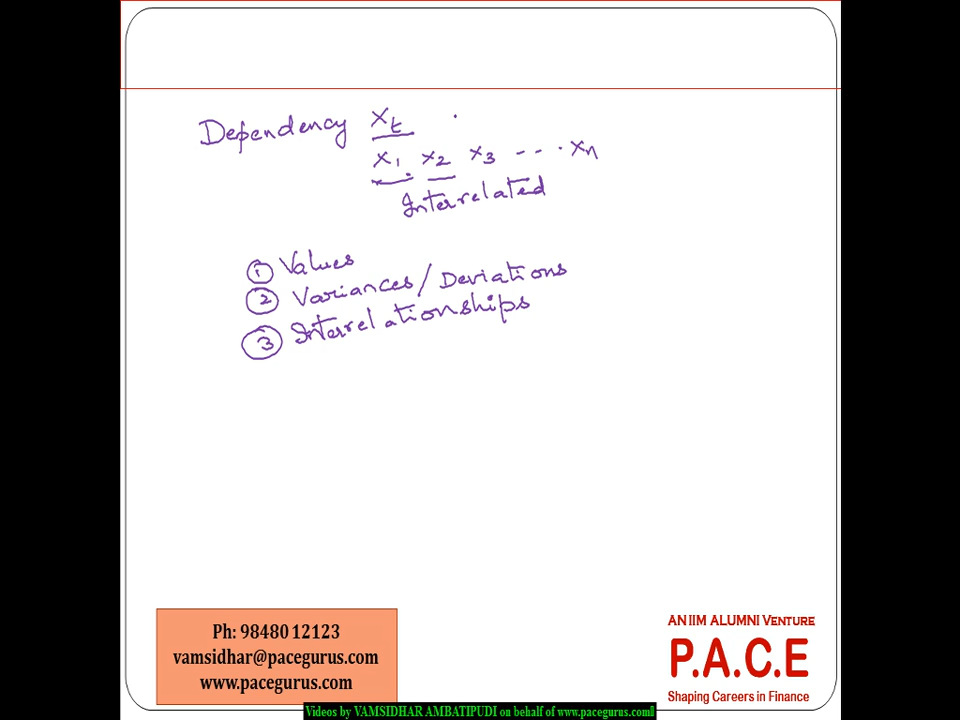 Dependency Xt
x1 x2 x3 -- - . xn
Interrelated
1 Values
2 Variances/Deviations
3 Interrelationships
Ph: 98480 12123
vamsidhar@pacegurus.com
www.pacegurus.com
AN IIM ALUMNI VENTURE
P.A.C.E
Shaping Careers in Finance
Videos by VAMSIDHAR AMBATIPUDI on behalf of www.pacegurus.com